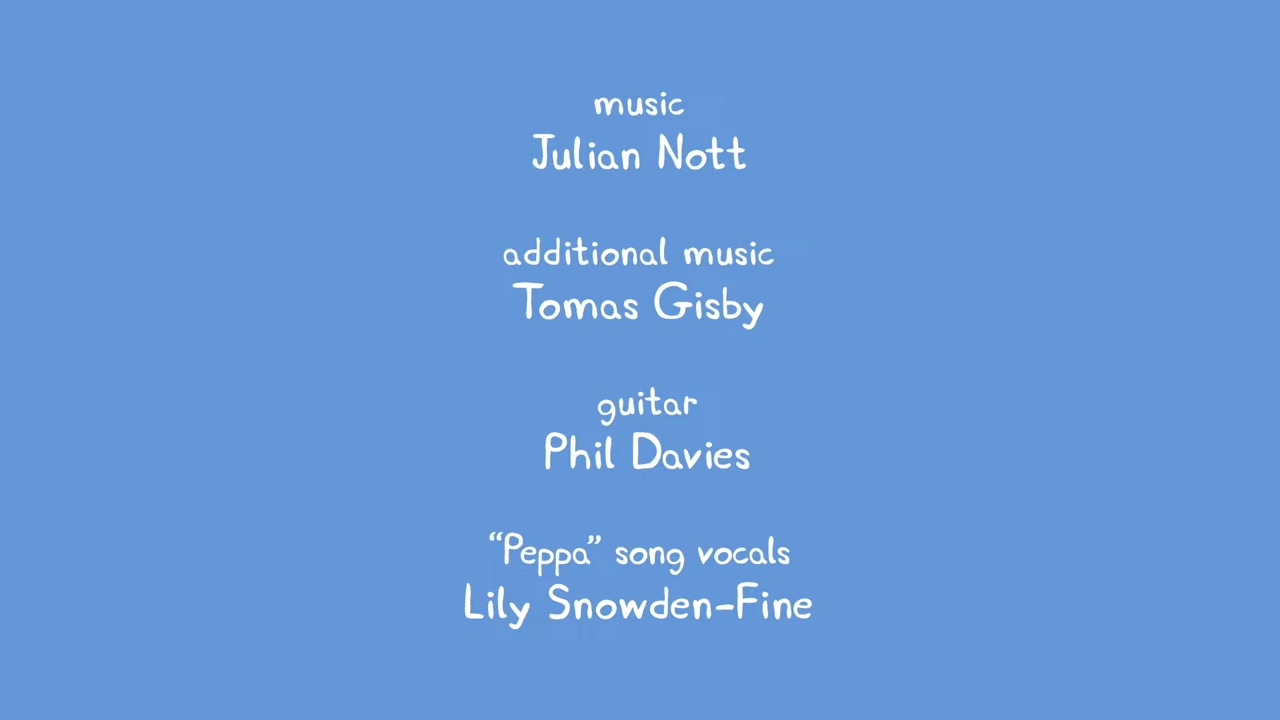 music
Julian Nott
additional music
Tomas Gisby
guitar
Phil Davies
“Peppa” song vocals
Lily Snowden-Fine